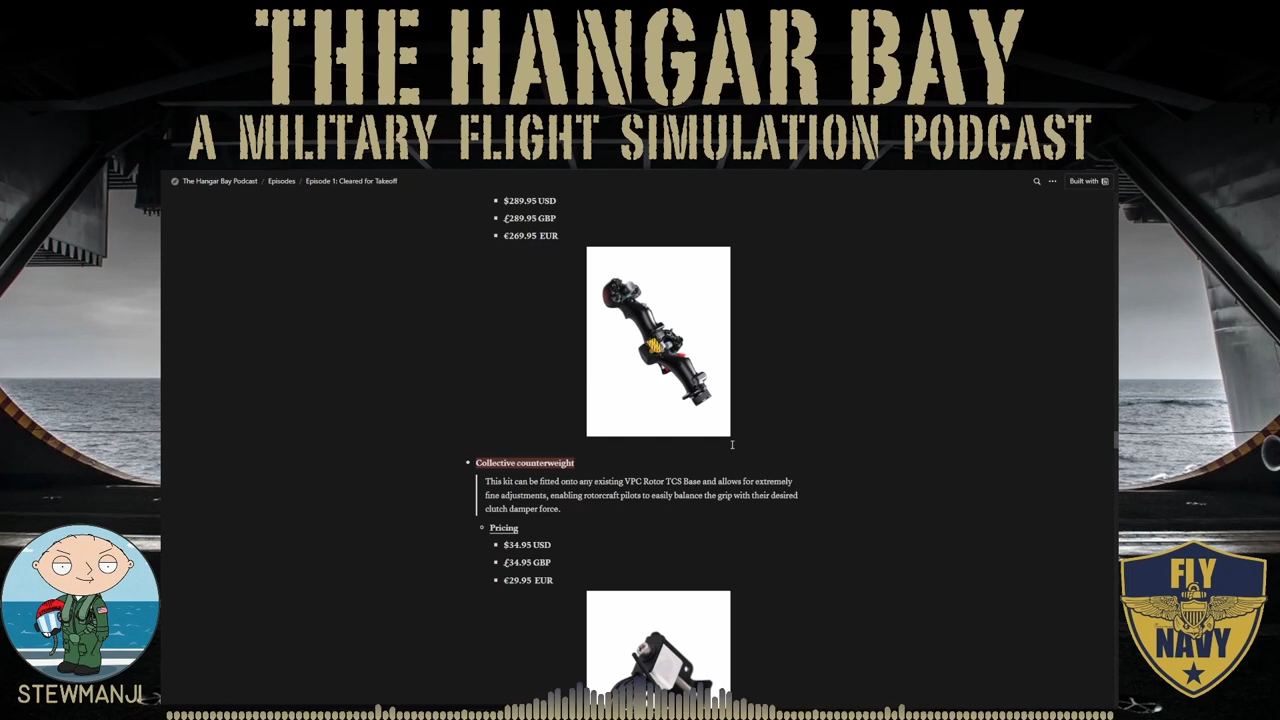 THE HANGAR BAY
A MILITARY FLIGHT SIMULATION PODCAST
The Hangar Bay Podcast / Episodes / Episode 1: Cleared for Takeoff
Built with
$289.95 USD
£289.95 GBP
€269.95 EUR
Collective counterweight
This kit can be fitted onto any existing VPC Rotor TCS Base and allows for extremely
fine adjustments, enabling rotorcraft pilots to easily balance the grip with their desired
clutch damper force.
Pricing
$34.95 USD
£34.95 GBP
€29.95 EUR
STEWMANJI
FLY
NAVY